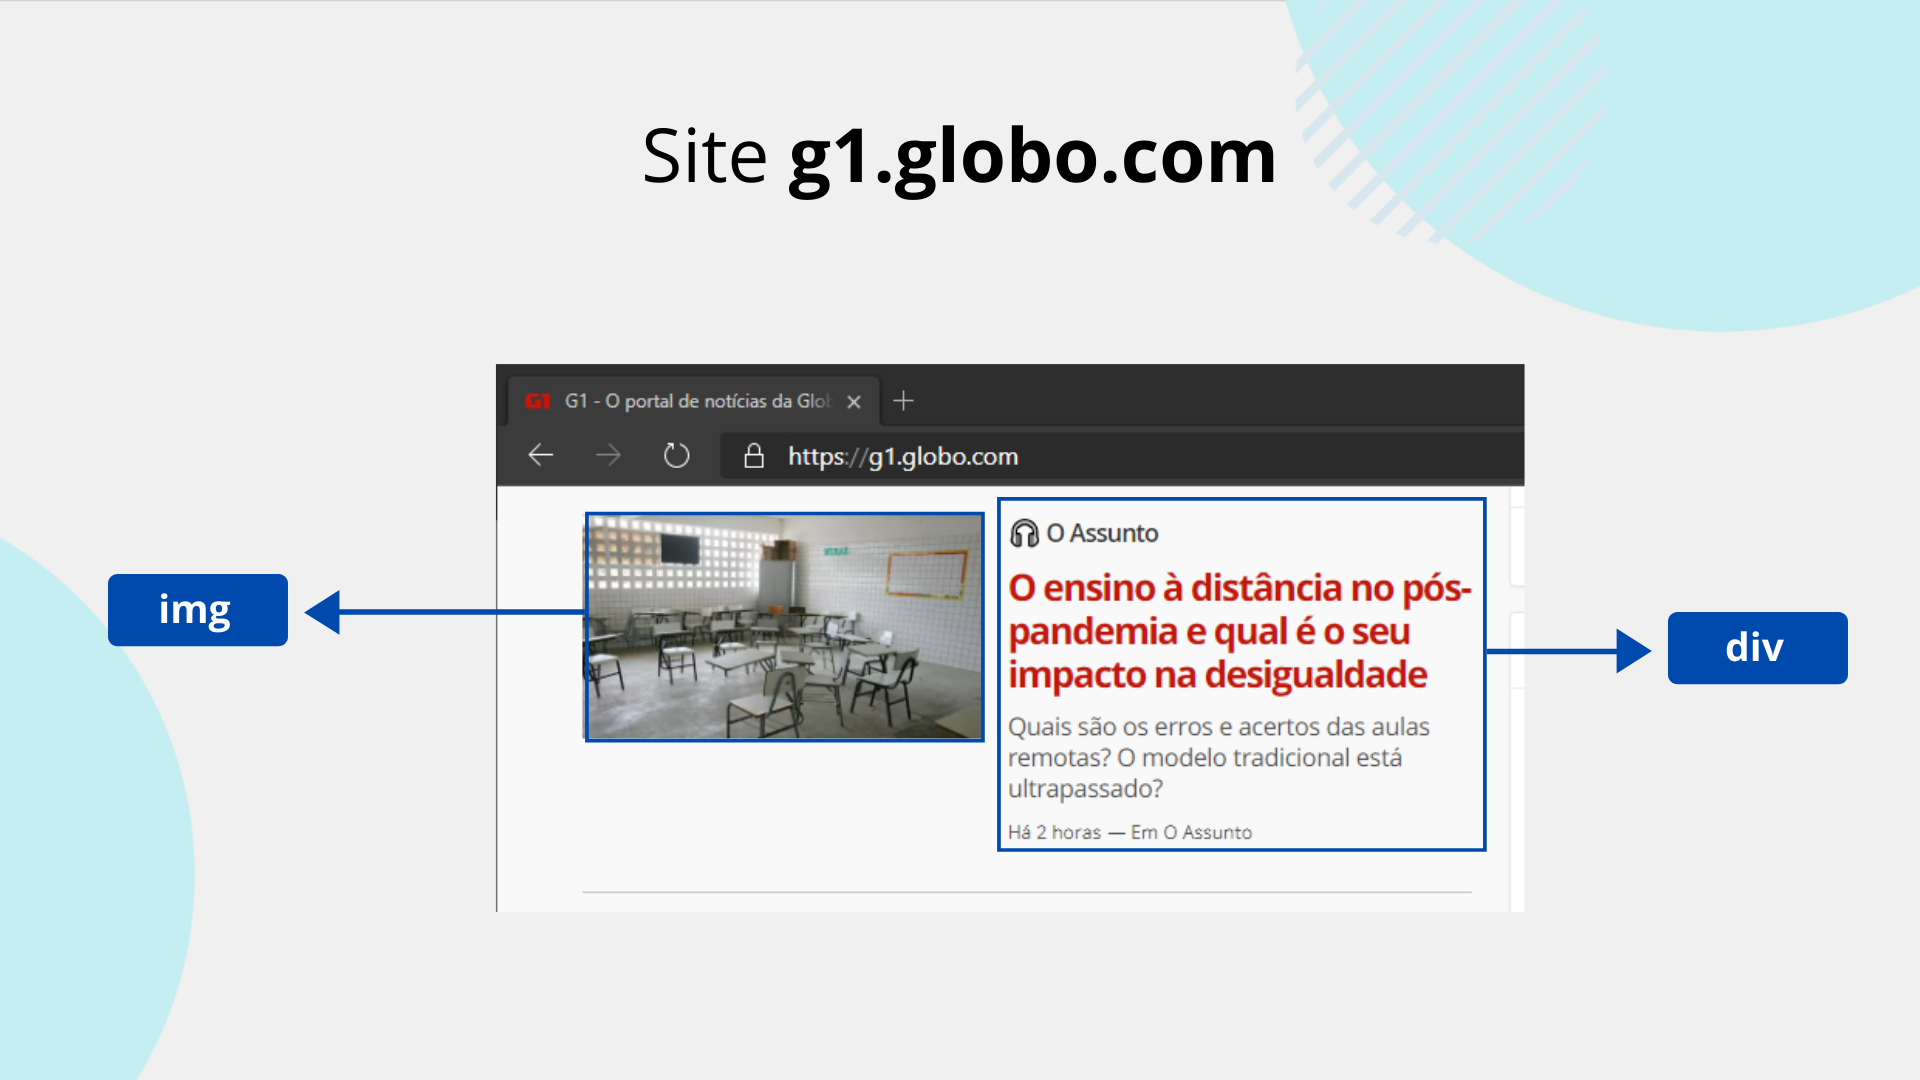 Site g1.globo.com
G1 G1 - O portal de notícias da Glob
https://g1.globo.com
O Assunto
O ensino à distância no pós-
pandemia e qual é o seu
impacto na desigualdade
Quais são os erros e acertos das aulas
remotas? O modelo tradicional está
ultrapassado?
Há 2 horas — Em O Assunto
img
div